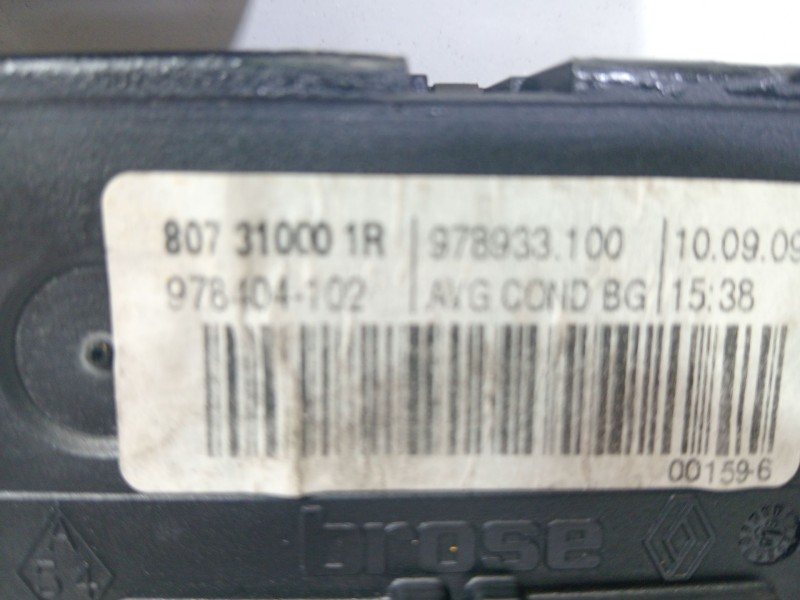 807 31000 1R 978933.100 10.09.09
978404-102 AVG COND BG 15:38
00159-6
brose